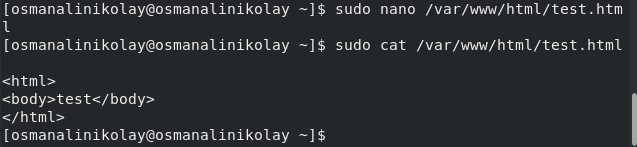 [osmanalinikolay@osmanalinikolay ~]$ sudo nano /var/www/html/test.htm
l
[osmanalinikolay@osmanalinikolay ~]$ sudo cat /var/www/html/test.html
<html>
<body>test</body>
</html>
[osmanalinikolay@osmanalinikolay ~]$